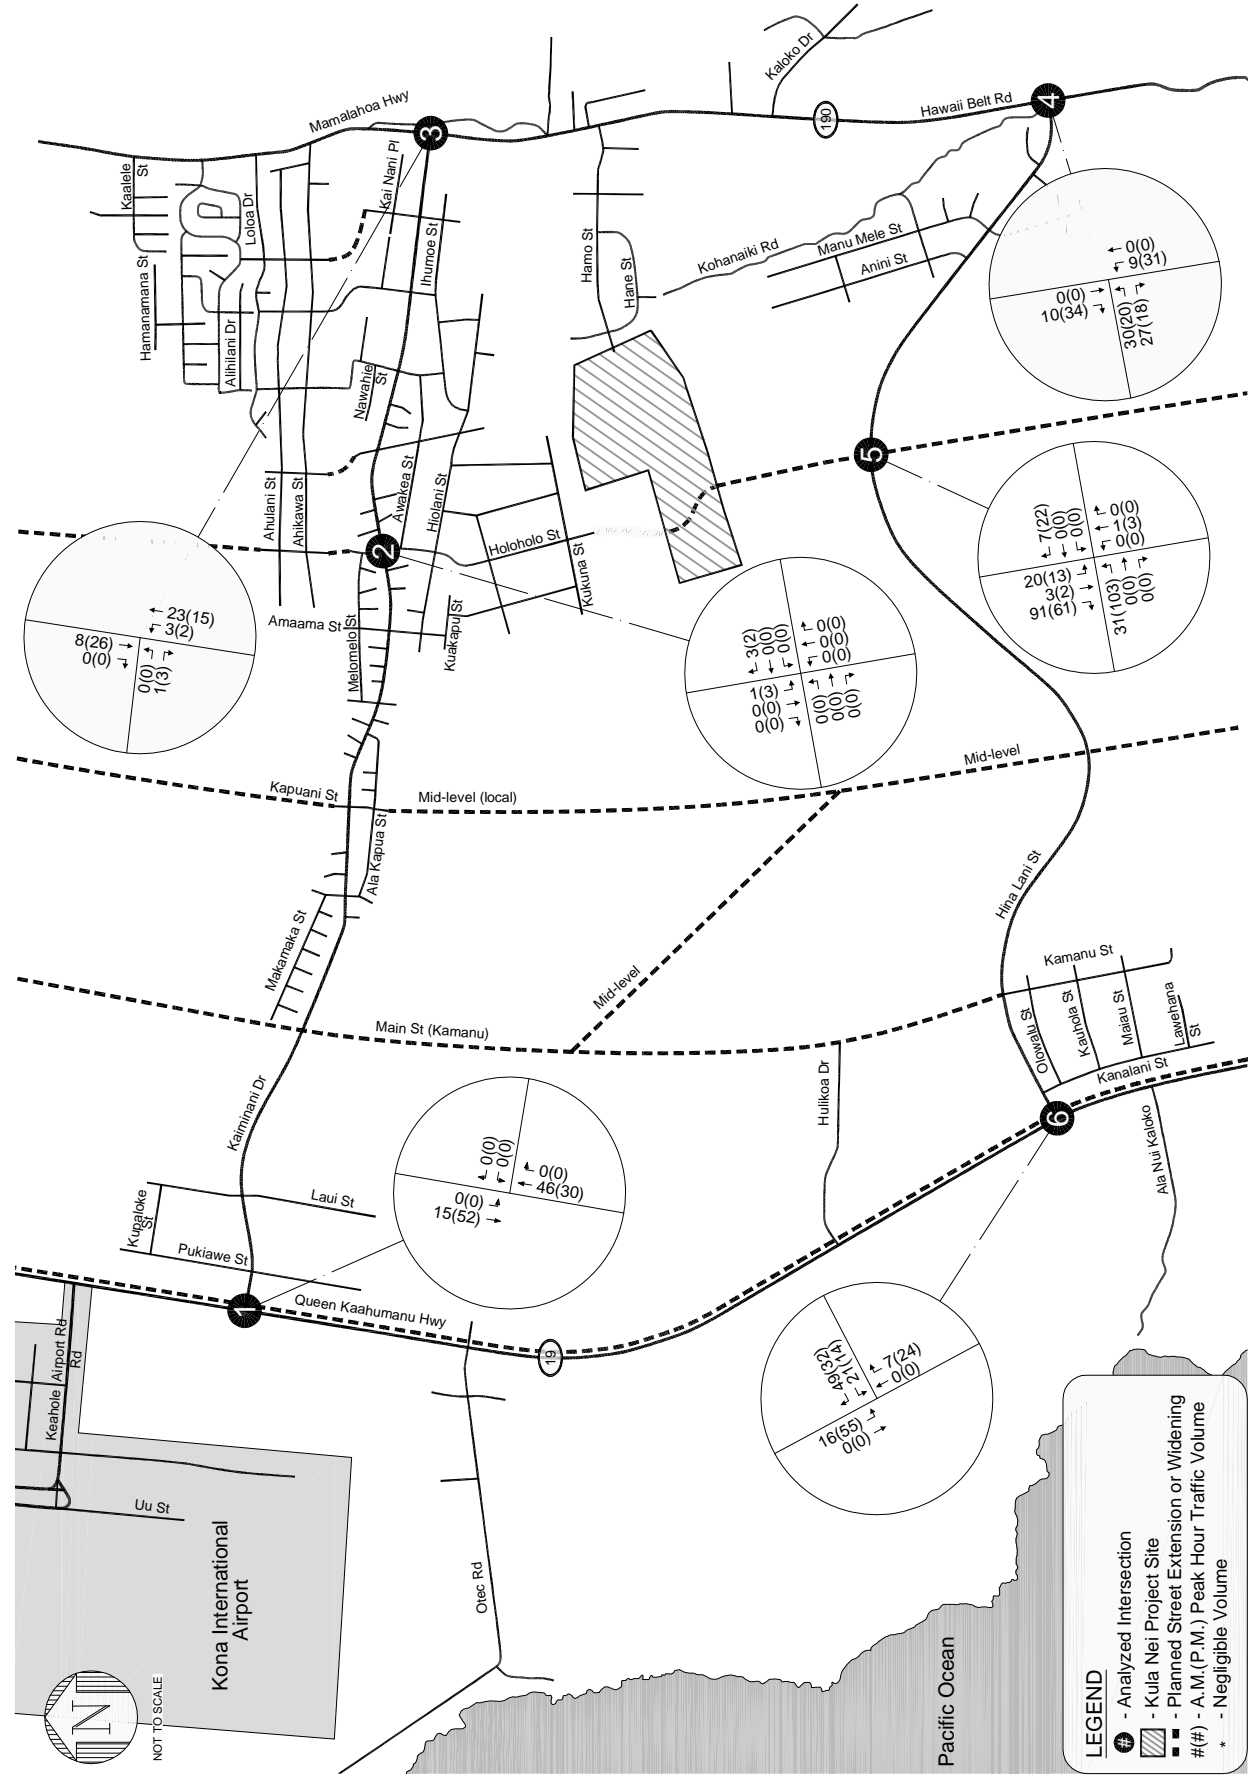 Mamalahoa Hwy
3
Kai Nani Pl
Kaalele
St
Loloa Dr
Hamanamana St
Alihilani Dr
Ihumoe St
Nawahie
St
Ahulani St
Ahikawa St
Awakea St
Hiolani St
2
Amaama St
Melomelo St
Kuakapu St
Holoholo St
Kukuna St
Hamo St
Hane St
Kaloko Dr
190
Hawaii Belt Rd
4
Kohanaiki Rd
Manu Mele St
Anini St
0(0)
9(31)
0(0)
10(34)
30(20)
27(18)
5
7(22)
0(0)
0(0)
0(0)
1(3)
0(0)
20(13)
3(2)
91(61)
31(103)
0(0)
0(0)
23(15)
3(2)
8(26)
0(0)
0(0)
1(3)
3(2)
0(0)
0(0)
0(0)
0(0)
0(0)
1(3)
0(0)
0(0)
0(0)
0(0)
0(0)
Kapuani St
Mid-level (local)
Mid-level
Ala Kapua St
Makamaka St
Mid-level
Main St (Kamanu)
Hina Lani St
Kamanu St
Olowalu St
Kauhola St
Maiau St
Lawehana
St
Kanalani St
Hulikoa Dr
6
Ala Nui Kaloko
Kaiminani Dr
Kupaloke
St
Laui St
Pukiawe St
1
Queen Kaahumanu Hwy
19
0(0)
0(0)
0(0)
46(30)
0(0)
15(52)
49(32)
21(14)
7(24)
0(0)
16(55)
0(0)
Keahole Airport Rd
Rd
Uu St
Kona International
Airport
Otec Rd
N
NOT TO SCALE
Pacific Ocean
LEGEND
# - Analyzed Intersection
- Kula Nei Project Site
- Planned Street Extension or Widening
#(#) - A.M.(P.M.) Peak Hour Traffic Volume
* - Negligible Volume